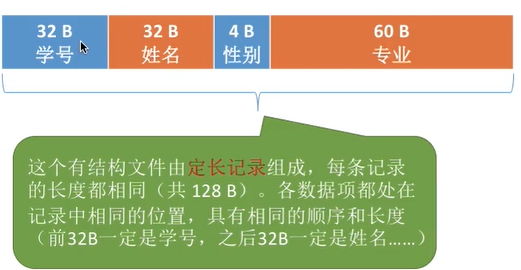 32 B 32 B 4 B 60 B
学号 姓名 性别 专业
这个有结构文件由定长记录组成，每条记录
的长度都相同（共 128 B）。各数据项都处在
记录中相同的位置，具有相同的顺序和长度
（前32B一定是学号，之后32B一定是姓名……）